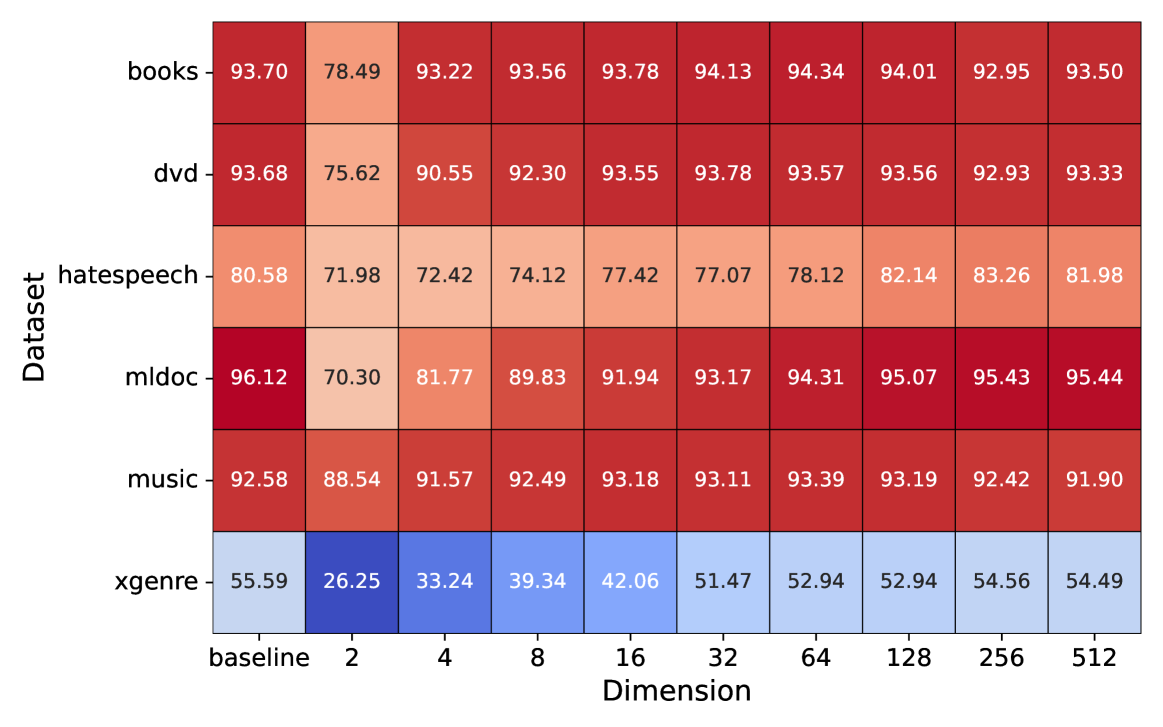 books 93.70 78.49 93.22 93.56 93.78 94.13 94.34 94.01 92.95 93.50
dvd 93.68 75.62 90.55 92.30 93.55 93.78 93.57 93.56 92.93 93.33
hatespeech 80.58 71.98 72.42 74.12 77.42 77.07 78.12 82.14 83.26 81.98
mldoc 96.12 70.30 81.77 89.83 91.94 93.17 94.31 95.07 95.43 95.44
music 92.58 88.54 91.57 92.49 93.18 93.11 93.39 93.19 92.42 91.90
xgenre 55.59 26.25 33.24 39.34 42.06 51.47 52.94 52.94 54.56 54.49
baseline 2 4 8 16 32 64 128 256 512
Dimension
Dataset